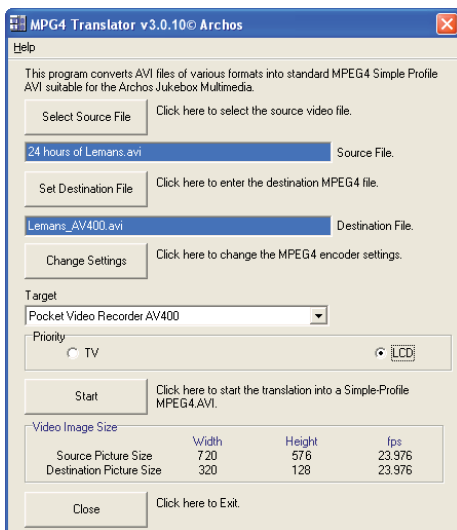 MPG4 Translator v3.0.10© Archos
Help
This program converts AVI files of various formats into standard MPEG4 Simple Profile
AVI suitable for the Archos Jukebox Multimedia.
Select Source File Click here to select the source video file.
24 hours of Lemans.avi Source File.
Set Destination File Click here to enter the destination MPEG4 file.
Lemans_AV400.avi Destination File.
Change Settings Click here to change the MPEG4 encoder settings.
Target
Pocket Video Recorder AV400
Priority
TV LCD
Start Click here to start the translation into a Simple-Profile
MPEG4.AVI.
Video Image Size
Width Height fps
Source Picture Size 720 576 23.976
Destination Picture Size 320 128 23.976
Close Click here to Exit.